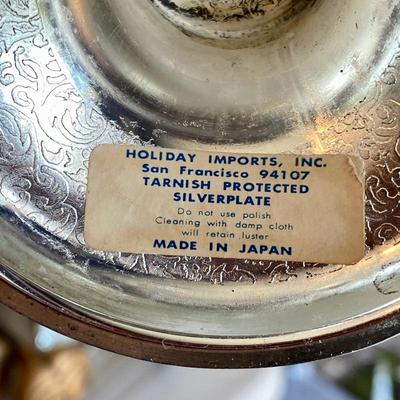 HOLIDAY IMPORTS, INC.
San Francisco 94107
TARNISH PROTECTED
SILVERPLATE
Do not use polish
Cleaning with damp cloth
will retain luster
MADE IN JAPAN